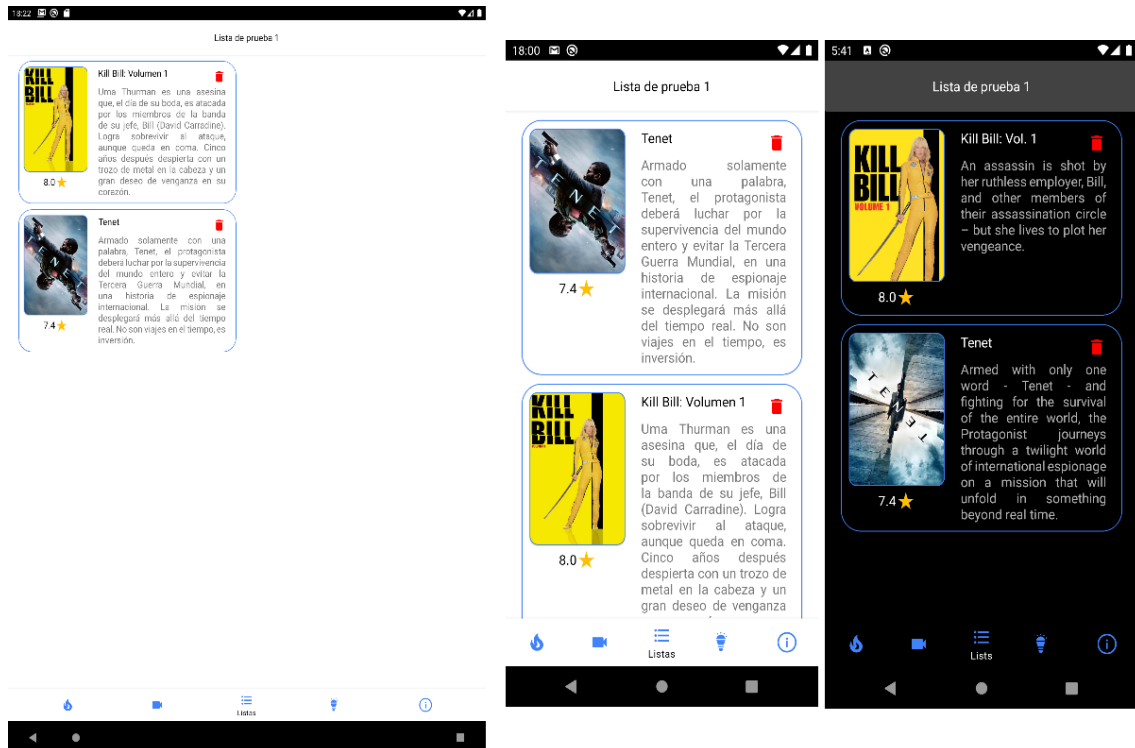 18:22
Lista de prueba 1
KILL
BILL
Kill Bill: Volumen 1
Uma Thurman es una asesina
que, el día de su boda, es atacada
por los miembros de la banda
de su jefe, Bill (David Carradine).
Logra sobrevivir al ataque,
aunque queda en coma. Cinco
años después despierta con un
trozo de metal en la cabeza y un
gran deseo de venganza en su
corazón.
8.0
TENET
Tenet
Armado solamente con una
palabra, Tenet, el protagonista
deberá luchar por la supervivencia
del mundo entero y evitar la
Tercera Guerra Mundial, en
una historia de espionaje
internacional. La misión se
desplegará más allá del tiempo
real. No son viajes en el tiempo, es
inversión.
7.4
Listas
18:00
Lista de prueba 1
TENET
Tenet
Armado solamente
con una palabra,
Tenet, el protagonista
deberá luchar por la
supervivencia del mundo
entero y evitar la Tercera
Guerra Mundial, en una
historia de espionaje
internacional. La misión
se desplegará más allá
del tiempo real. No son
viajes en el tiempo, es
inversión.
7.4
KILL
BILL
Kill Bill: Volumen 1
Uma Thurman es una
asesina que, el día de
su boda, es atacada
por los miembros de
la banda de su jefe, Bill
(David Carradine). Logra
sobrevivir al ataque,
aunque queda en coma.
Cinco años después
despierta con un trozo de
metal en la cabeza y un
gran deseo de venganza
8.0
Listas
5:41
Lista de prueba 1
KILL
BILL
VOLUME 1
Kill Bill: Vol. 1
An assassin is shot by
her ruthless employer, Bill,
and other members of
their assassination circle
– but she lives to plot her
vengeance.
8.0
TENET
Tenet
Armed with only one
word - Tenet - and
fighting for the survival
of the entire world, the
Protagonist journeys
through a twilight world
of international espionage
on a mission that will
unfold in something
beyond real time.
7.4
Lists